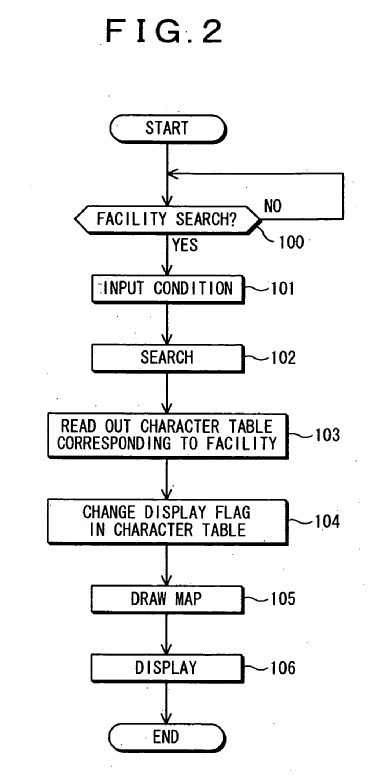 FIG. 2
START
FACILITY SEARCH?
NO
100
YES
INPUT CONDITION
101
SEARCH
102
READ OUT CHARACTER TABLE
CORRESPONDING TO FACILITY
103
CHANGE DISPLAY FLAG
IN CHARACTER TABLE
104
DRAW MAP
105
DISPLAY
106
END